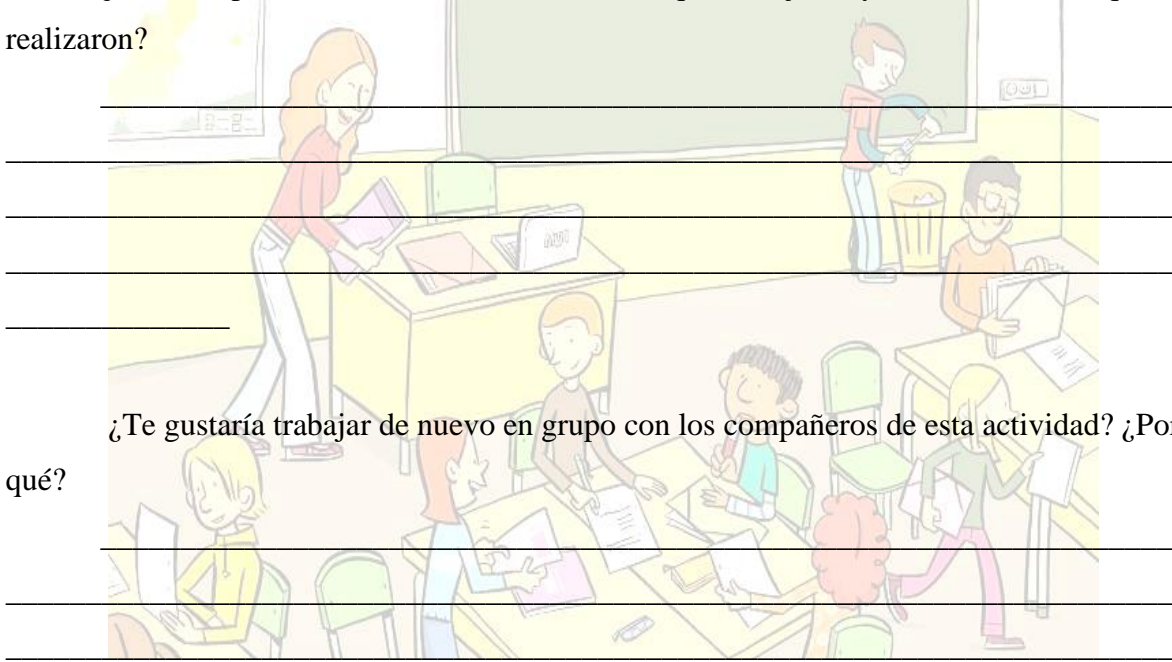 realizaron?
¿Te gustaría trabajar de nuevo en grupo con los compañeros de esta actividad? ¿Por
qué?